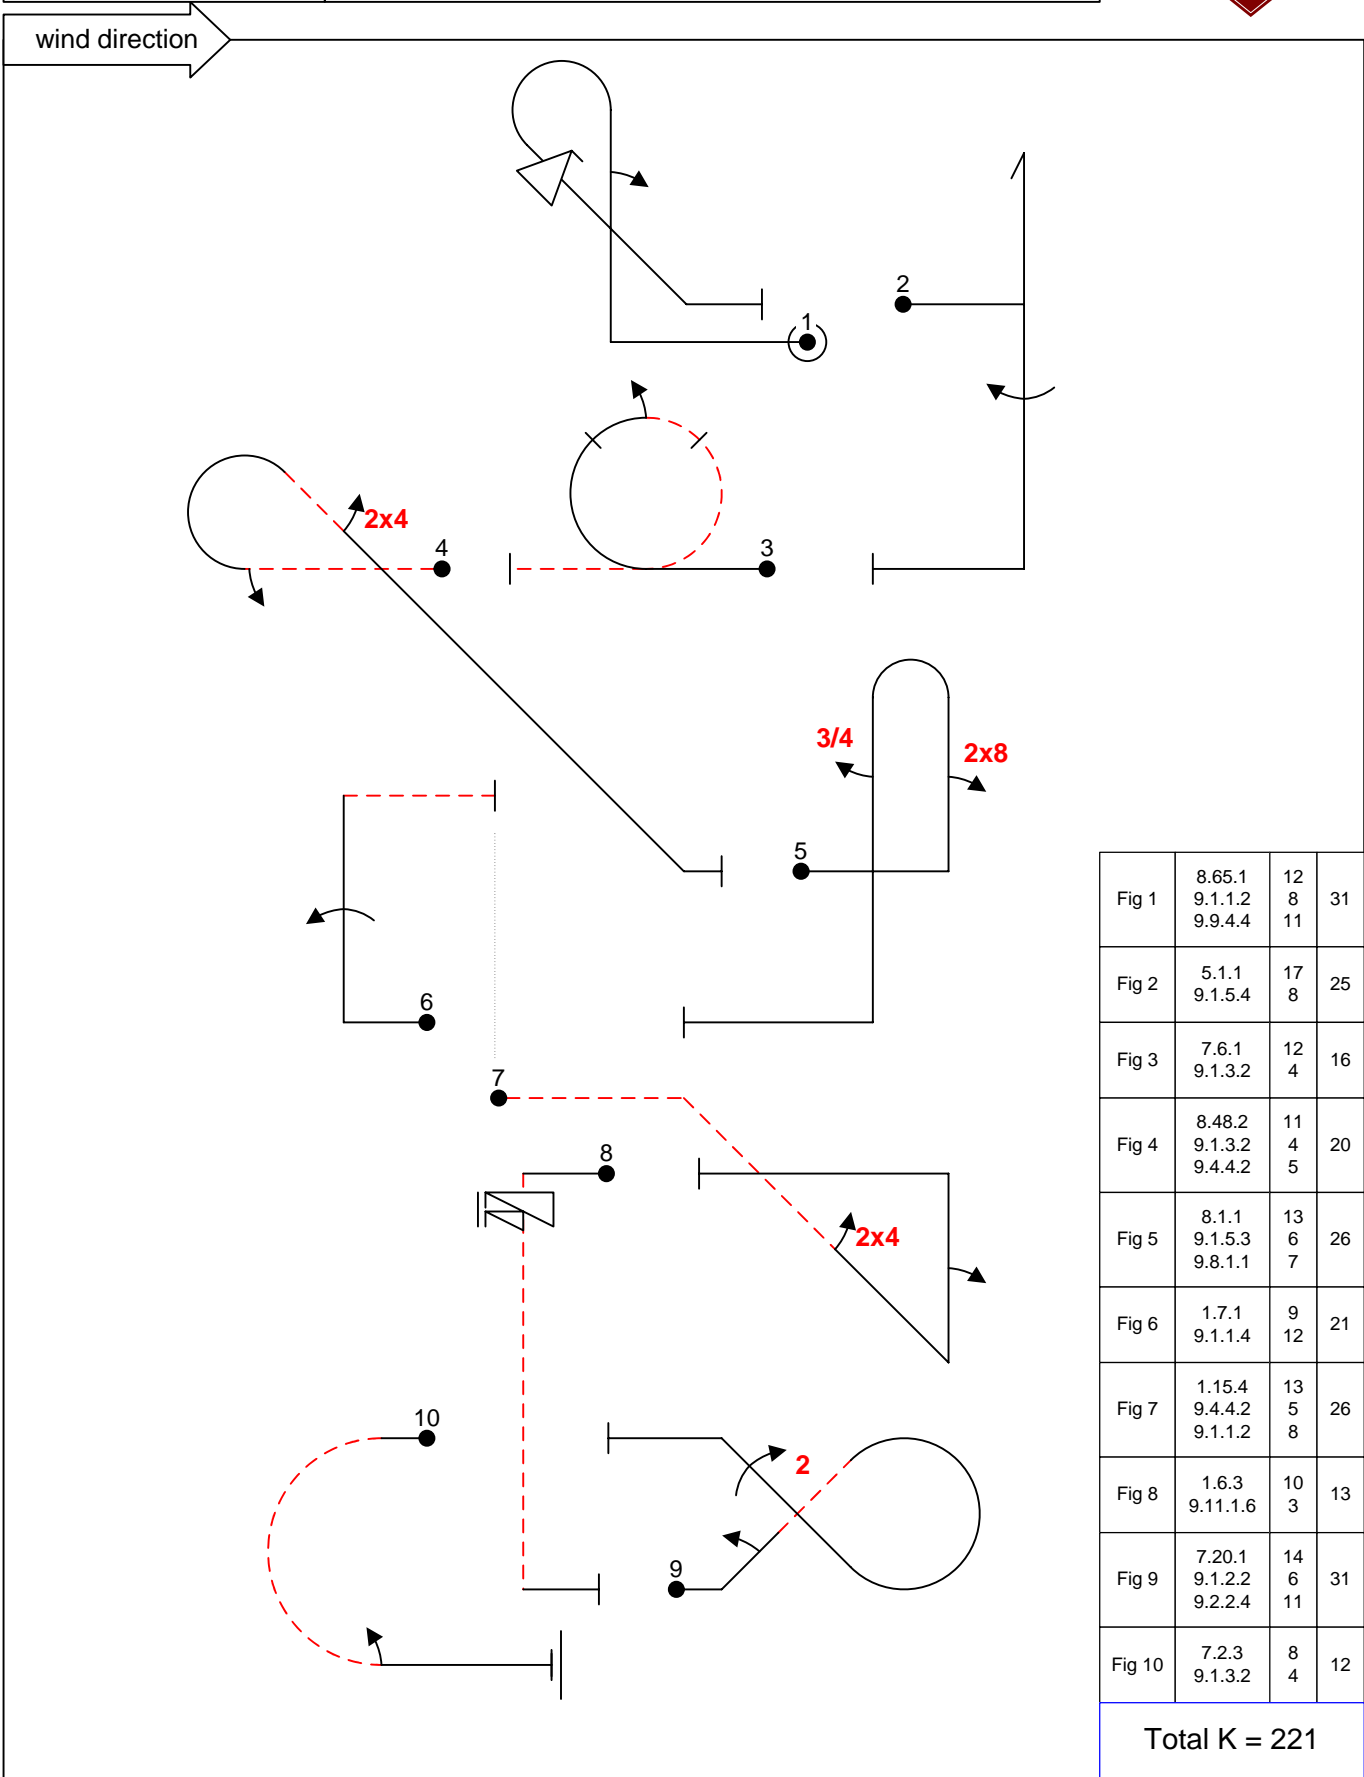 wind direction
1
2
3
4
2x4
5
3/4
2x8
6
7
8
2x4
9
2
10
Fig 1 8.65.1 12 31
9.1.1.2 8
9.9.4.4 11
Fig 2 5.1.1 17 25
9.1.5.4 8
Fig 3 7.6.1 12 16
9.1.3.2 4
Fig 4 8.48.2 11 20
9.1.3.2 4
9.4.4.2 5
Fig 5 8.1.1 13 26
9.1.5.3 6
9.8.1.1 7
Fig 6 1.7.1 9 21
9.1.1.4 12
Fig 7 1.15.4 13 26
9.4.4.2 5
9.1.1.2 8
Fig 8 1.6.3 10 13
9.11.1.6 3
Fig 9 7.20.1 14 31
9.1.2.2 6
9.2.2.4 11
Fig 10 7.2.3 8 12
9.1.3.2 4
Total K = 221